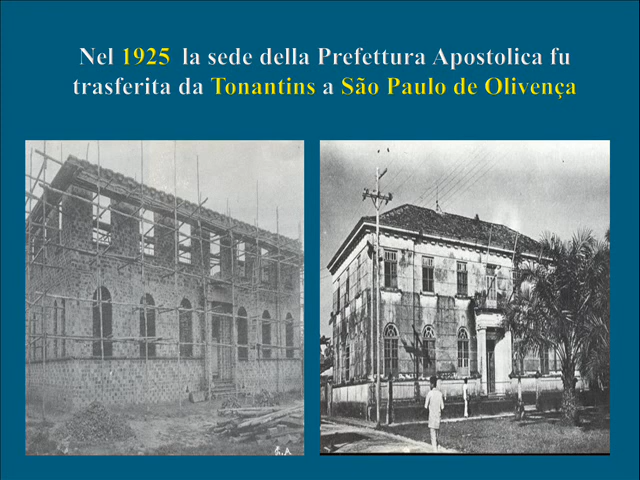 Nel 1925 la sede della Prefettura Apostolica fu
trasferita da Tonantins a São Paulo de Olivença